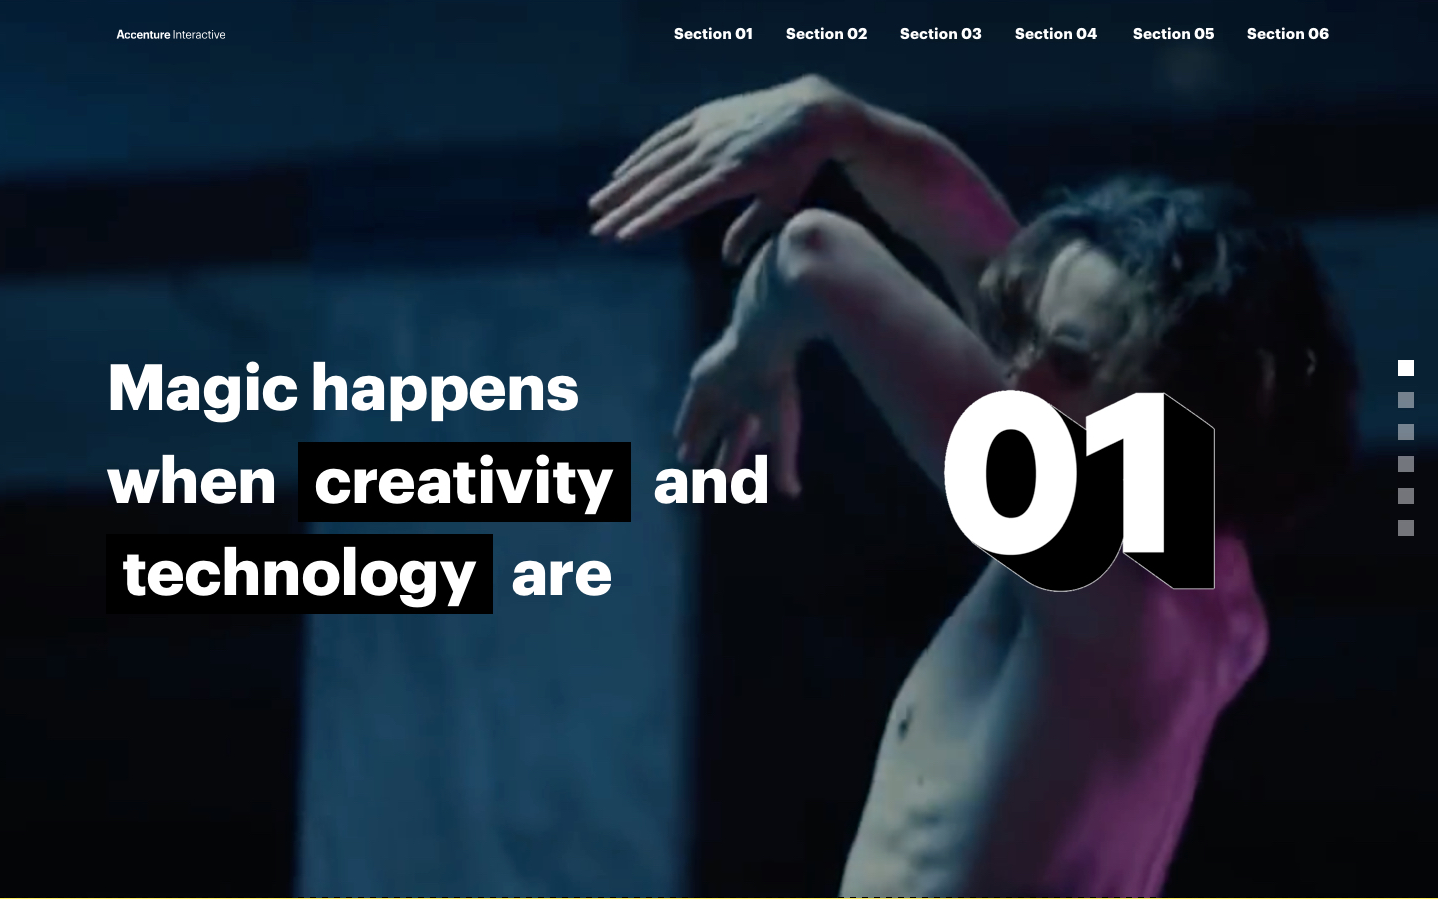 Accenture Interactive
Section 01 Section 02 Section 03 Section 04 Section 05 Section 06
Magic happens
when creativity and
technology are
01